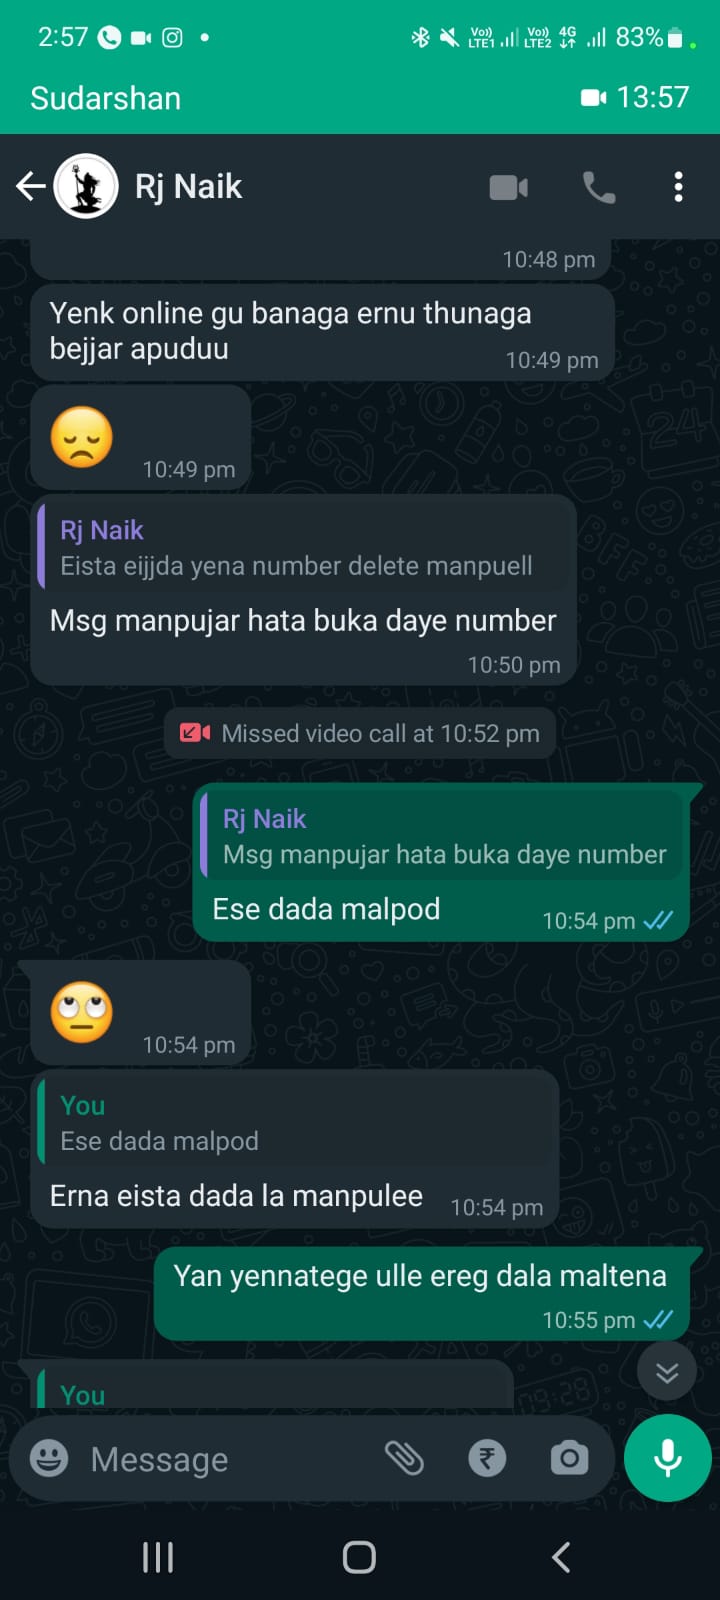 2:57
Vo)) LTE1 Vo)) LTE2 4G 83%
Sudarshan 13:57
Rj Naik
10:48 pm
Yenk online gu banaga ernu thunaga
bejjar apuduu 10:49 pm
10:49 pm
Rj Naik
Eista eijjda yena number delete manpuell
Msg manpujar hata buka daye number
10:50 pm
Missed video call at 10:52 pm
Rj Naik
Msg manpujar hata buka daye number
Ese dada malpod 10:54 pm
10:54 pm
You
Ese dada malpod
Erna eista dada la manpulee 10:54 pm
Yan yennatege ulle ereg dala maltena
10:55 pm
You
Message